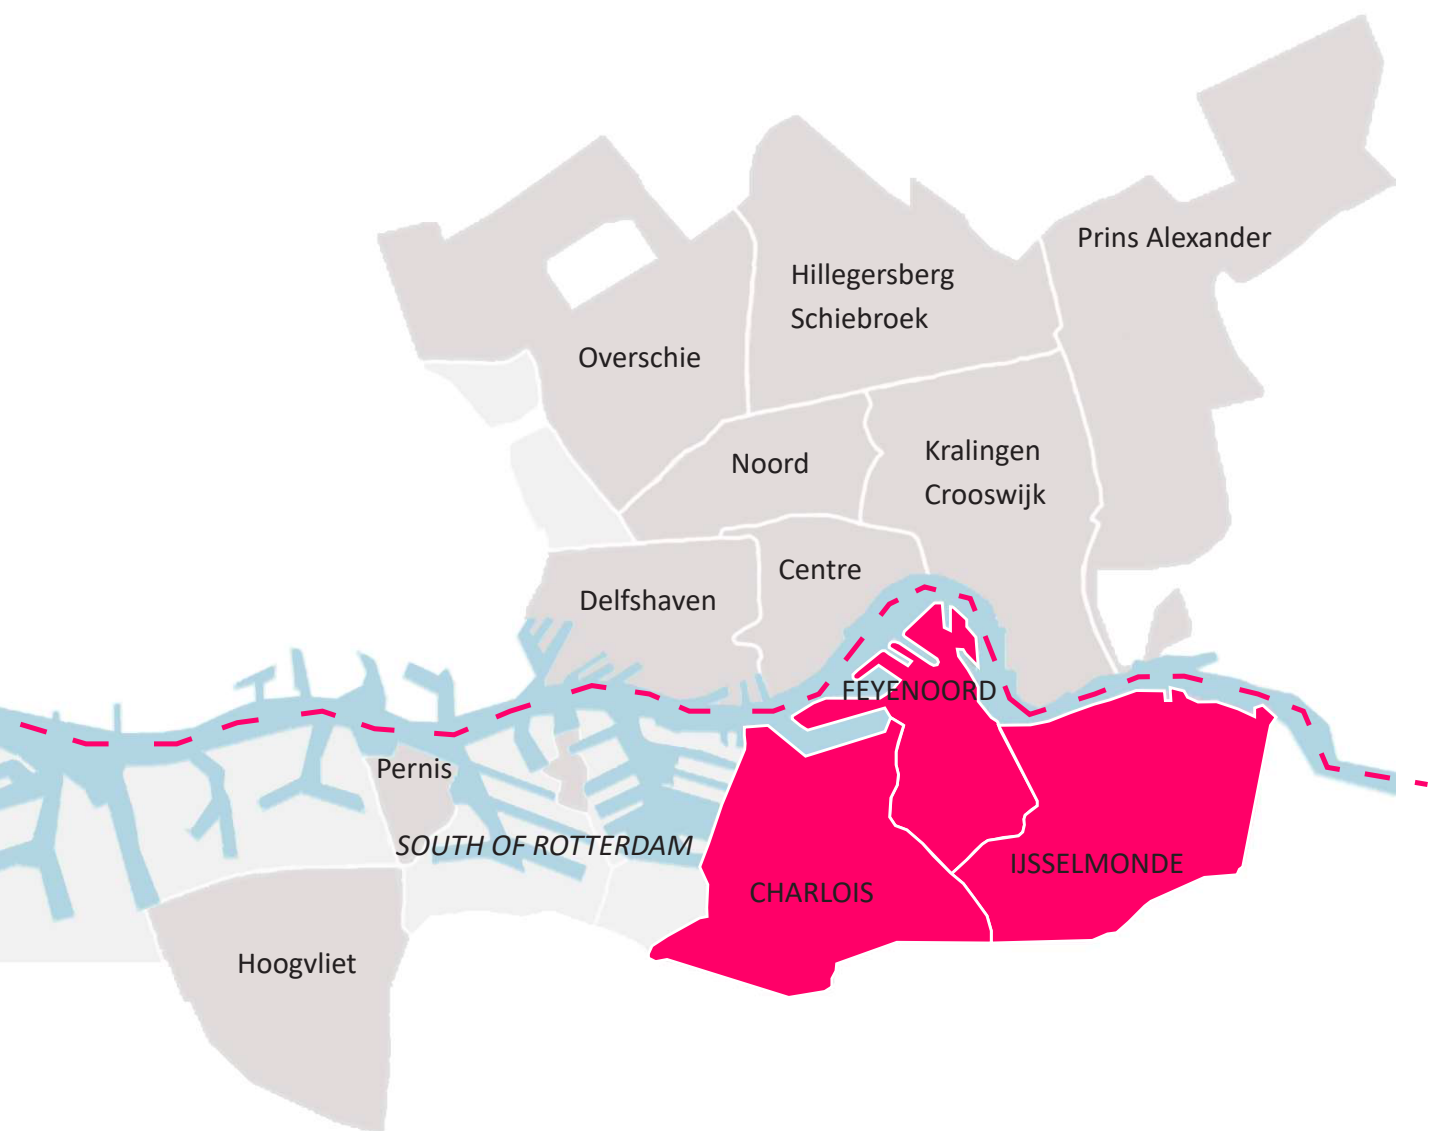 Prins Alexander
Hillegersberg
Schiebroek
Overschie
Noord
Kralingen
Crooswijk
Centre
Delfshaven
FEYENOORD
Pernis
SOUTH OF ROTTERDAM
IJSSELMONDE
CHARLOIS
Hoogvliet